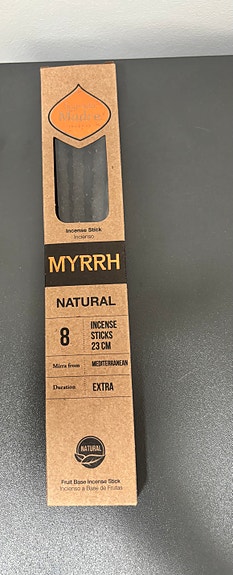 Incense Stick
Incienso
MYRRH
NATURAL
8
INCENSE
STICKS
23 CM
Mirra from
MEDITERRANEAN
Duration
EXTRA
NATURAL
Fruit Base Incense Stick
Incienso a Base de Frutas